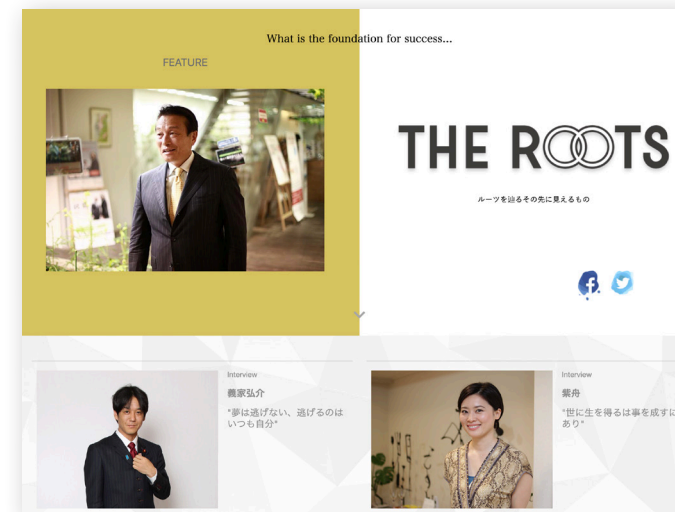 What is the foundation for success...
FEATURE
THE ROOTS
ルーツを辿るその先に見えるもの
Interview
義家弘介
"夢は逃げない、逃げるのは
いつも自分"
Interview
紫舟
"世に生を得るは事を成すに
あり"